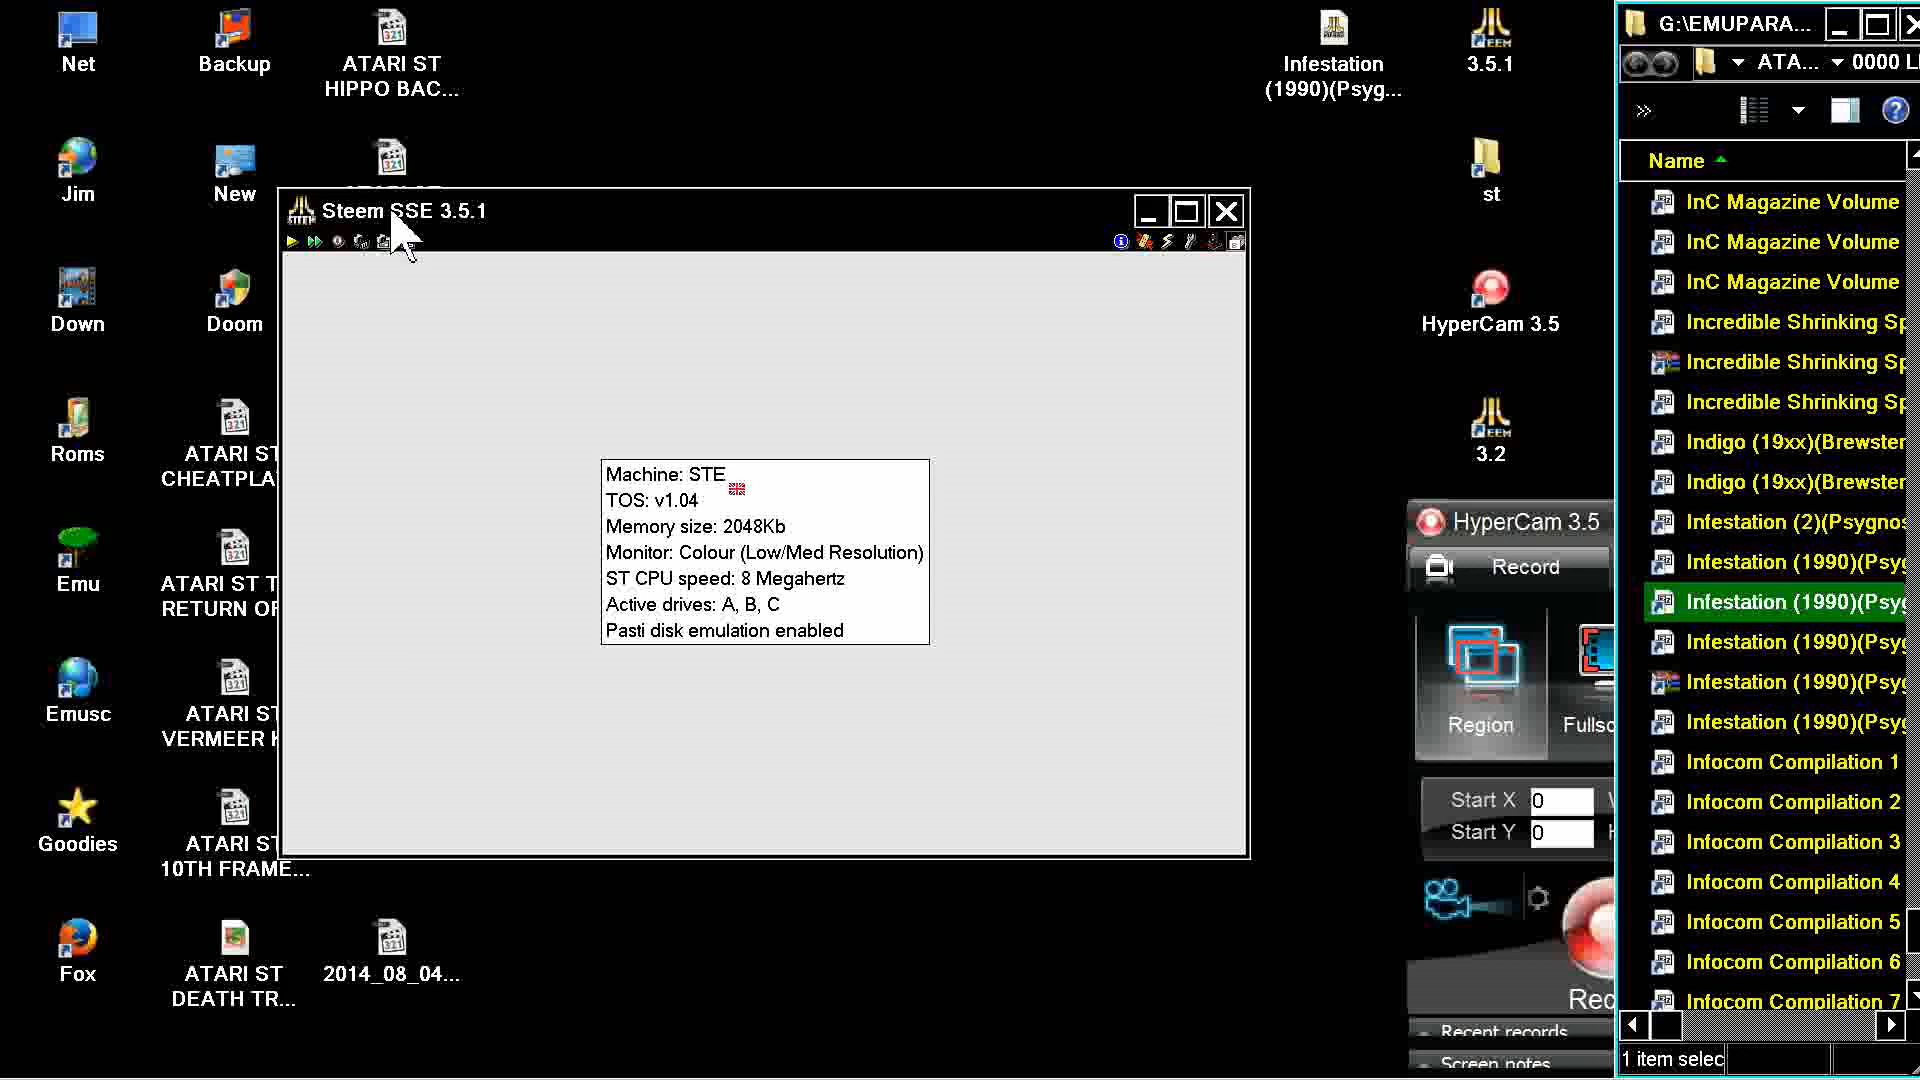 Net
Backup
ATARI ST
HIPPO BAC...
Jim
New
Down
Doom
Roms
ATARI ST
CHEATPLA
Emu
ATARI ST T
RETURN OF
Emusc
ATARI ST
VERMEER
Goodies
ATARI ST
10TH FRAME...
Fox
ATARI ST
DEATH TR...
2014_08_04...
Steem SSE 3.5.1
Machine: STE
TOS: v1.04
Memory size: 2048Kb
Monitor: Colour (Low/Med Resolution)
ST CPU speed: 8 Megahertz
Active drives: A, B, C
Pasti disk emulation enabled
Infestation
(1990)(Psyg...
3.5.1
st
HyperCam 3.5
3.2
HyperCam 3.5
Record
Region
Fullsc
Start X 0
Start Y 0
Rec
Recent records
Screen notes
G:\EMUPARA...
ATA... 0000 L
Name
InC Magazine Volume
InC Magazine Volume
InC Magazine Volume
Incredible Shrinking Sp
Incredible Shrinking Sp
Incredible Shrinking Sp
Indigo (19xx)(Brewster
Indigo (19xx)(Brewster
Infestation (2)(Psygnos
Infestation (1990)(Psyg
Infestation (1990)(Psyg
Infestation (1990)(Psyg
Infestation (1990)(Psyg
Infestation (1990)(Psyg
Infocom Compilation 1
Infocom Compilation 2
Infocom Compilation 3
Infocom Compilation 4
Infocom Compilation 5
Infocom Compilation 6
Infocom Compilation 7
1 item selec